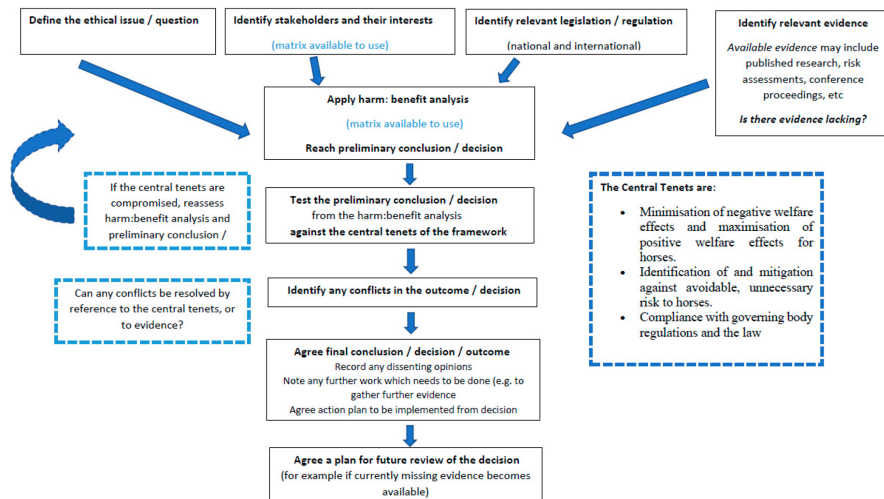 Define the ethical issue / question
Identify stakeholders and their interests
(matrix available to use)
Identify relevant legislation / regulation
(national and international)
Identify relevant evidence
Available evidence may include
published research, risk
assessments, conference
proceedings, etc
Is there evidence lacking?
Apply harm: benefit analysis
(matrix available to use)
Reach preliminary conclusion / decision
If the central tenets are
compromised, reassess
harm:benefit analysis and
preliminary conclusion /
Test the preliminary conclusion / decision
from the harm:benefit analysis
against the central tenets of the framework
The Central Tenets are:
• Minimisation of negative welfare
effects and maximisation of
positive welfare effects for
horses.
• Identification of and mitigation
against avoidable, unnecessary
risk to horses.
• Compliance with governing body
regulations and the law
Can any conflicts be resolved by
reference to the central tenets, or
to evidence?
Identify any conflicts in the outcome / decision
Agree final conclusion / decision / outcome
Record any dissenting opinions
Note any further work which needs to be done (e.g. to
gather further evidence
Agree action plan to be implemented from decision
Agree a plan for future review of the decision
(for example if currently missing evidence becomes
available)